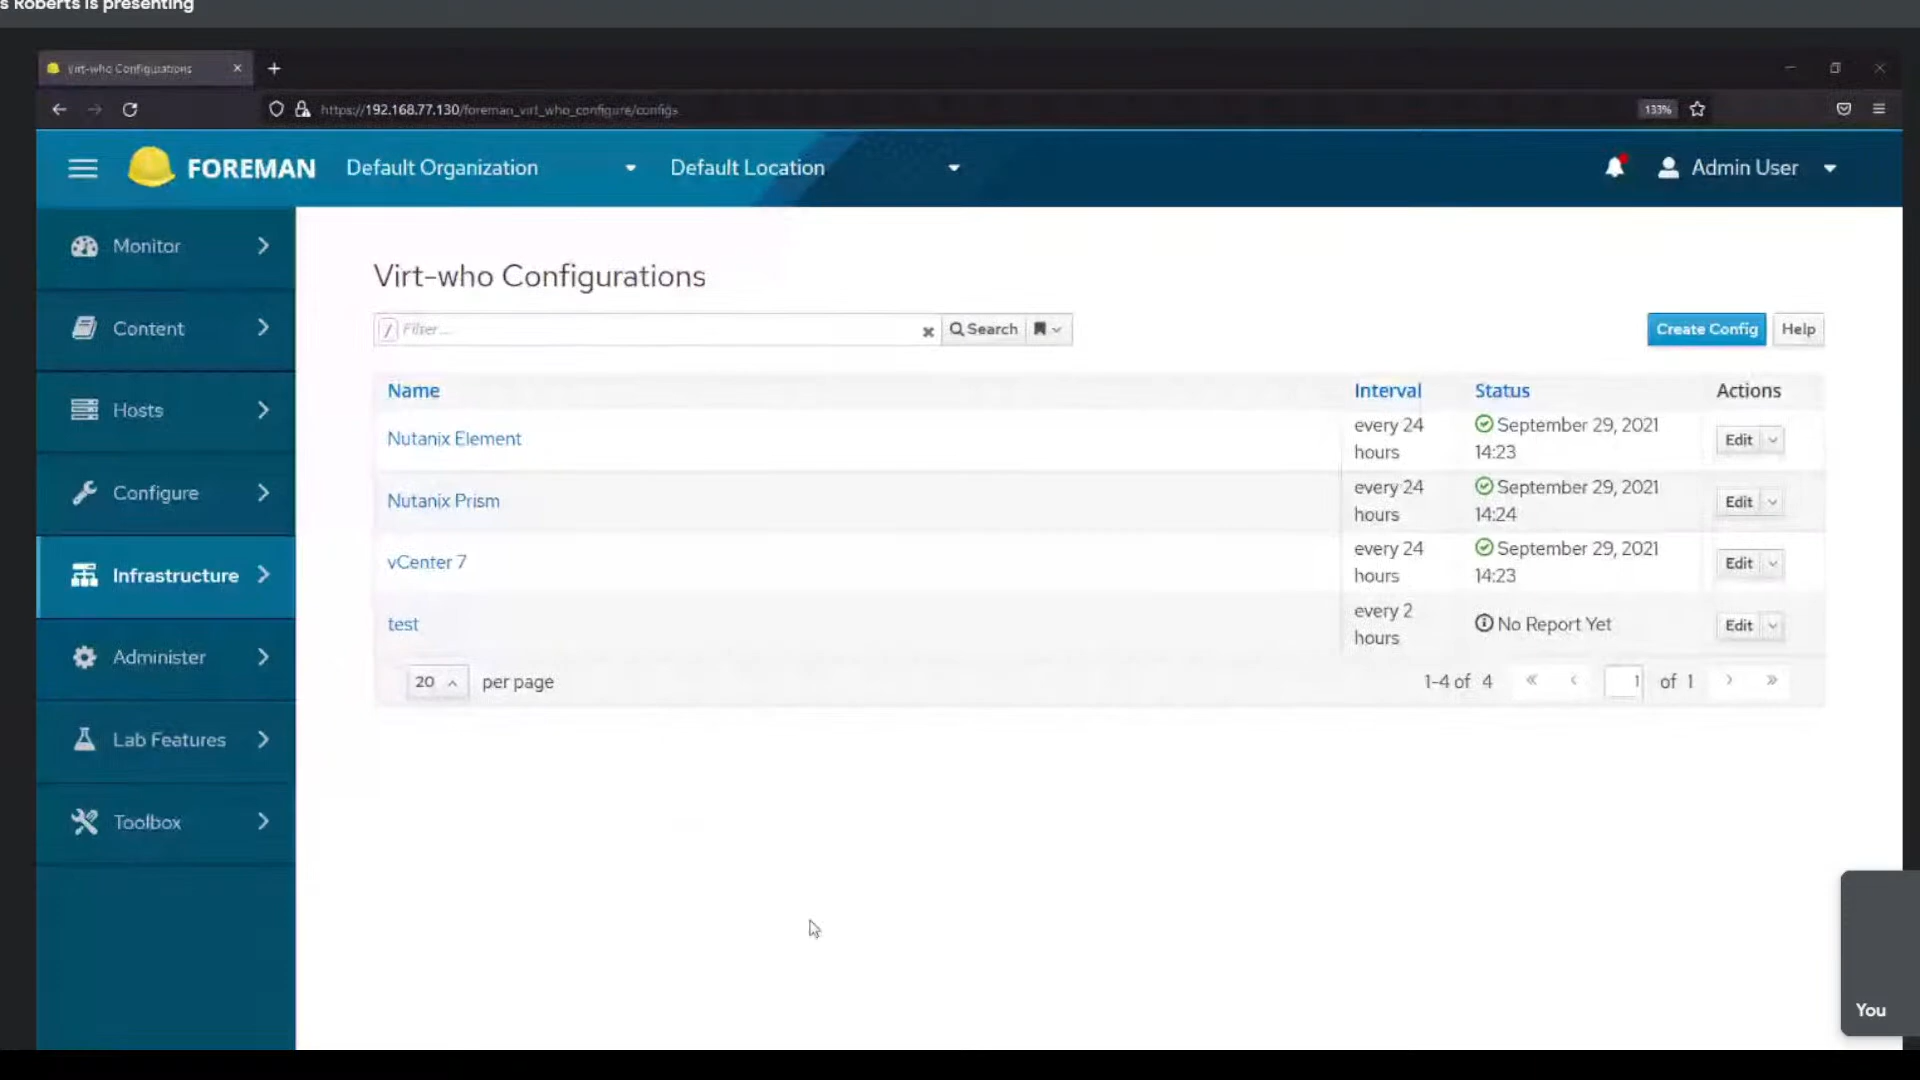 s Roberts is presenting
Virt-who Configurations
https://192.168.77.130/foreman_virt_who_configure/configs
133%
FOREMAN
Default Organization
Default Location
Admin User
Monitor
Content
Hosts
Configure
Infrastructure
Administer
Lab Features
Toolbox
Virt-who Configurations
/ Filter ...
Search
Create Config
Help
Name Interval Status Actions
Nutanix Element every 24 hours September 29, 2021 14:23 Edit
Nutanix Prism every 24 hours September 29, 2021 14:24 Edit
vCenter 7 every 24 hours September 29, 2021 14:23 Edit
test every 2 hours No Report Yet Edit
20 per page
1-4 of 4 « ‹ 1 of 1 › »
You